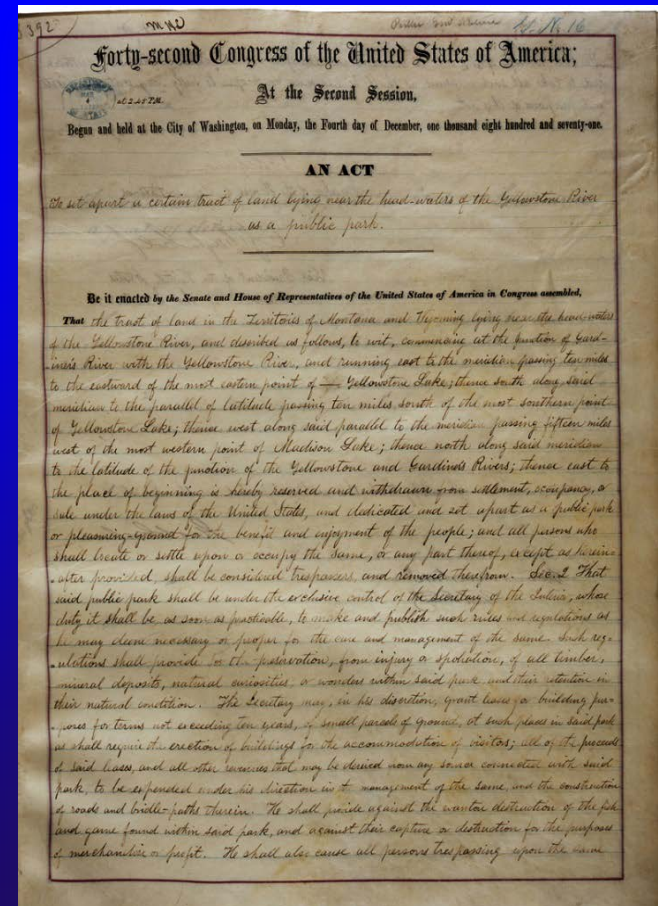 392
G. N. 16
Forty-second Congress of the United States of America;
At the Second Session,
at 2.45 P.M.
Begun and held at the City of Washington, on Monday, the Fourth day of December, one thousand eight hundred and seventy-one.
AN ACT
To set apart a certain tract of land lying near the head-waters of the Yellowstone River
as a public park.
Be it enacted by the Senate and House of Representatives of the United States of America in Congress assembled,
That the tract of land in the Territories of Montana and Wyoming lying near the head-waters
of the Yellowstone River, and described as follows, to wit, commencing at the junction of Gard-
iner's River with the Yellowstone River, and running east to the meridian passing ten miles
to the eastward of the most eastern point of — Yellowstone Lake; thence south along said
meridian to the parallel of latitude passing ten miles south of the most southern point
of Yellowstone Lake; thence west along said parallel to the meridian passing fifteen miles
west of the most western point of Madison Lake; thence north along said meridian
to the latitude of the junction of the Yellowstone and Gardiner's Rivers; thence east to
the place of beginning is hereby reserved and withdrawn from settlement, occupancy, or
sale under the laws of the United States, and dedicated and set apart as a public park
or pleasuring-ground for the benefit and enjoyment of the people; and all persons who
shall locate or settle upon or occupy the same, or any part thereof, except as herein-
after provided, shall be considered trespassers, and removed therefrom. Sec. 2 That
said public park shall be under the exclusive control of the Secretary of the Interior, whose
duty it shall be, as soon as practicable, to make and publish such rules and regulations as
he may deem necessary or proper for the care and management of the same. Such reg-
ulations shall provide for the preservation, from injury or spoliation, of all timber,
mineral deposits, natural curiosities, or wonders within said park and their retention in
their natural condition. The Secretary may, in his discretion, grant leases for building pur-
poses for terms not exceeding ten years, of small parcels of ground, at such places in said park
as shall require the erection of buildings for the accommodation of visitors; all of the proceeds
of said leases, and all other revenues that may be derived from any source connected with said
park, to be expended under his direction in the management of the same, and the construction
of roads and bridle-paths therein. He shall provide against the wanton destruction of the fish
and game found within said park, and against their capture or destruction for the purposes
of merchandise or profit. He shall also cause all persons trespassing upon the same